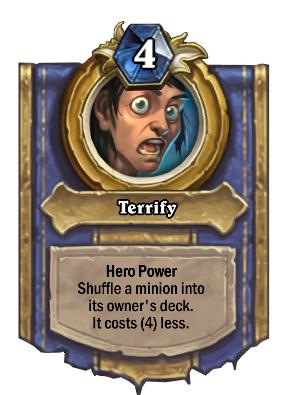 4
Terrify
Hero Power
Shuffle a minion into
its owner's deck.
It costs (4) less.